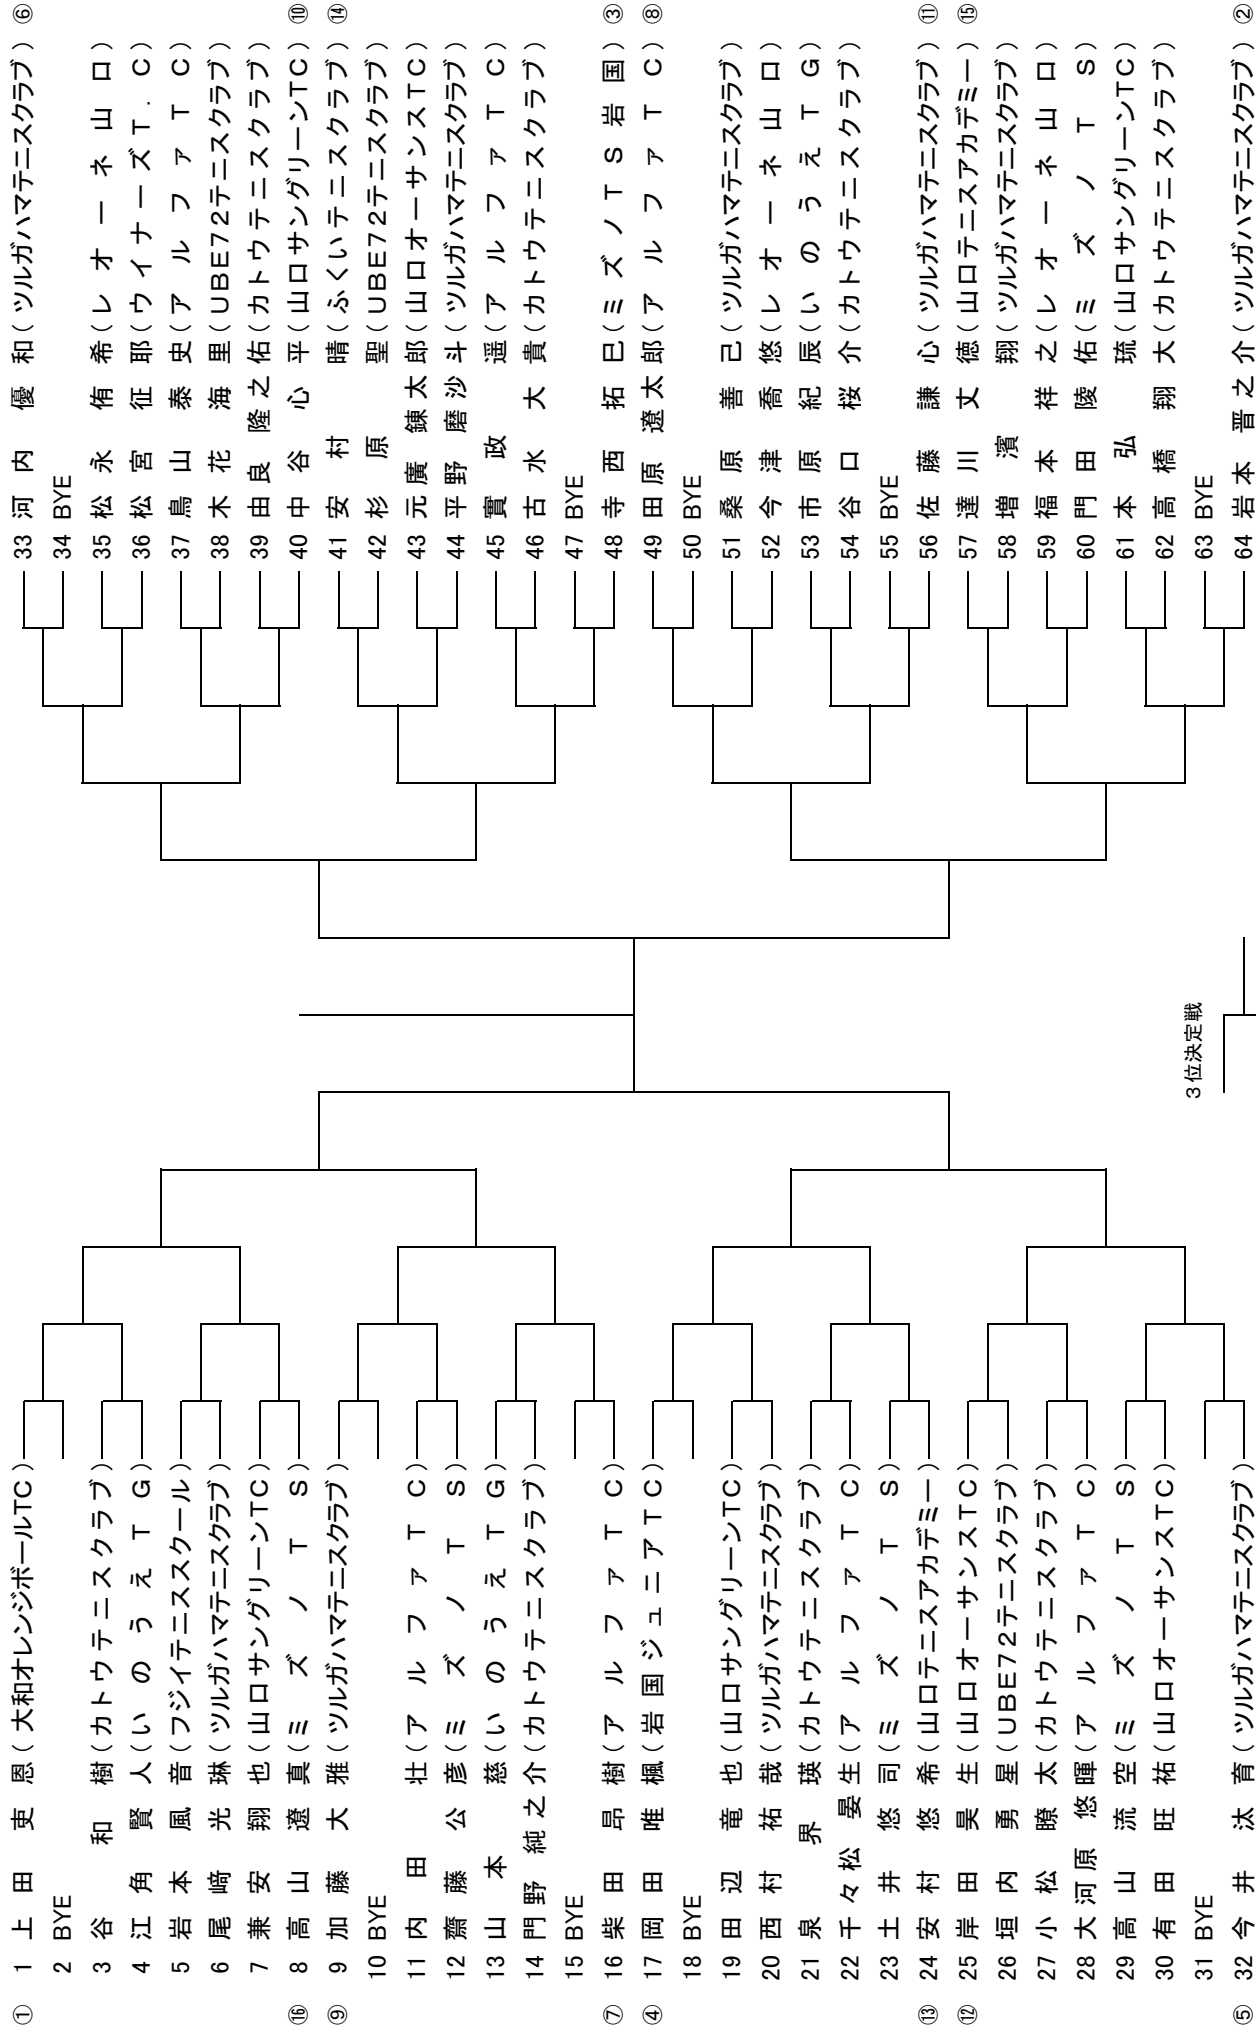 ① 1 上田 吏恩(大和オレンジボールTC)
2 BYE
3 谷 和樹(カトウテニスクラブ)
4 江角 賢人(いのうえTG)
5 岩本 風音(フジイテニススクール)
6 尾﨑 光琳(ツルガハマテニスクラブ)
7 兼安 翔也(山口サングリーンTC)
⑯ 8 高山 遼真(ミズノTS)
⑨ 9 加藤 大雅(ツルガハマテニスクラブ)
10 BYE
11 内田 壮(アルファTC)
12 齋藤 公彦(ミズノTS)
13 山本 慈(いのうえTG)
14 門野 純之介(カトウテニスクラブ)
15 BYE
⑦ 16 柴田 昂樹(アルファTC)
④ 17 岡田 唯楓(岩国ジュニアTC)
18 BYE
19 田辺 竜也(山口サングリーンTC)
20 西村 祐哉(ツルガハマテニスクラブ)
21 泉 界瑛(カトウテニスクラブ)
22 千々松 晏生(アルファTC)
23 土井 悠司(ミズノTS)
⑬ 24 安村 悠希(山口テニスアカデミー)
⑫ 25 岸田 昊生(山口オーサンスTC)
26 垣内 勇星(UBE72テニスクラブ)
27 小松 瞭太(カトウテニスクラブ)
28 大河原 悠暉(アルファTC)
29 高山 流空(ミズノTS)
30 有田 旺祐(山口オーサンスTC)
31 BYE
⑤ 32 今井 汰育(ツルガハマテニスクラブ)
3位決定戦
33 河内 優和(ツルガハマテニスクラブ) ⑥
34 BYE
35 松永 侑希(レオーネ山口)
36 松宮 征耶(ウイナーズT.C)
37 鳥山 泰史(アルファTC)
38 木花 海里(UBE72テニスクラブ)
39 由良 隆之佑(カトウテニスクラブ)
40 中谷 心平(山口サングリーンTC) ⑩
41 安村 晴(ふくいテニスクラブ) ⑭
42 杉原 聖(UBE72テニスクラブ)
43 元廣 錬太郎(山口オーサンスTC)
44 平野 磨沙斗(ツルガハマテニスクラブ)
45 實政 遥(アルファTC)
46 古水 大貴(カトウテニスクラブ)
47 BYE
48 寺西 拓巳(ミズノTS岩国) ③
49 田原 遼太郎(アルファTC) ⑧
50 BYE
51 桑原 善己(ツルガハマテニスクラブ)
52 今津 喬悠(レオーネ山口)
53 市原 紀辰(いのうえTG)
54 谷口 桜介(カトウテニスクラブ)
55 BYE
56 佐藤 謙心(ツルガハマテニスクラブ) ⑪
57 達川 丈徳(山口テニスアカデミー) ⑮
58 増濱 翔(ツルガハマテニスクラブ)
59 福本 祥之(レオーネ山口)
60 門田 陵佑(ミズノTS)
61 本弘 琉(山口サングリーンTC)
62 高橋 翔大(カトウテニスクラブ)
63 BYE
64 岩本 晋之介(ツルガハマテニスクラブ) ②